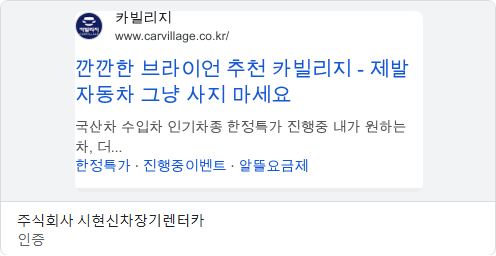 카빌리지
카빌리지
www.carvillage.co.kr/
깐깐한 브라이언 추천 카빌리지 - 제발
자동차 그냥 사지 마세요
국산차 수입차 인기차종 한정특가 진행중 내가 원하는
차, 더...
한정특가 · 진행중이벤트 · 알뜰요금제
주식회사 시현신차장기렌터카
인증